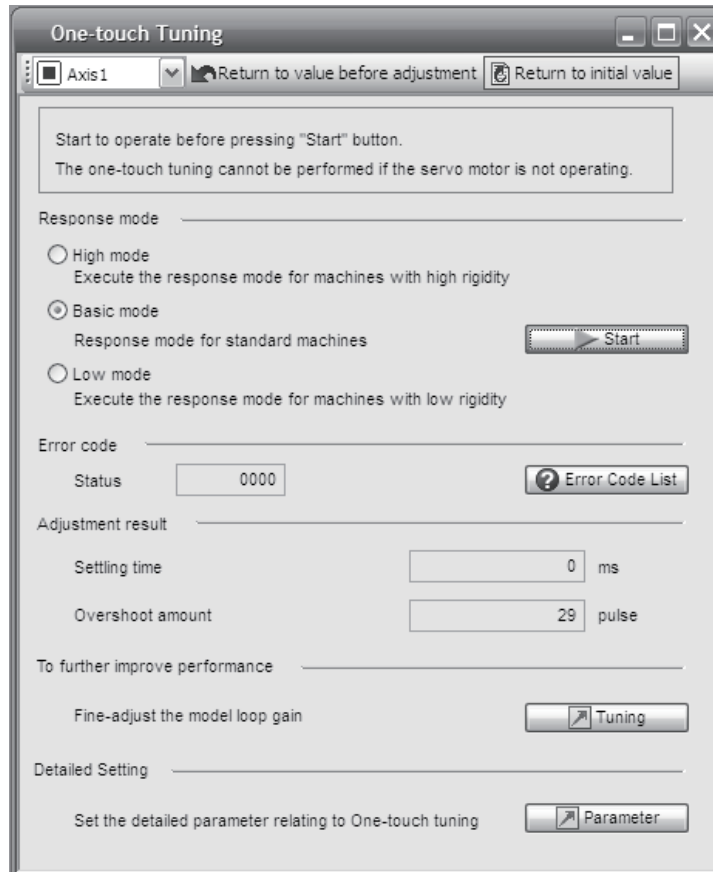 One-touch Tuning
Axis1 Return to value before adjustment Return to initial value
Start to operate before pressing "Start" button.
The one-touch tuning cannot be performed if the servo motor is not operating.
Response mode
High mode
Execute the response mode for machines with high rigidity
Basic mode
Response mode for standard machines Start
Low mode
Execute the response mode for machines with low rigidity
Error code
Status 0000 Error Code List
Adjustment result
Settling time 0 ms
Overshoot amount 29 pulse
To further improve performance
Fine-adjust the model loop gain Tuning
Detailed Setting
Set the detailed parameter relating to One-touch tuning Parameter